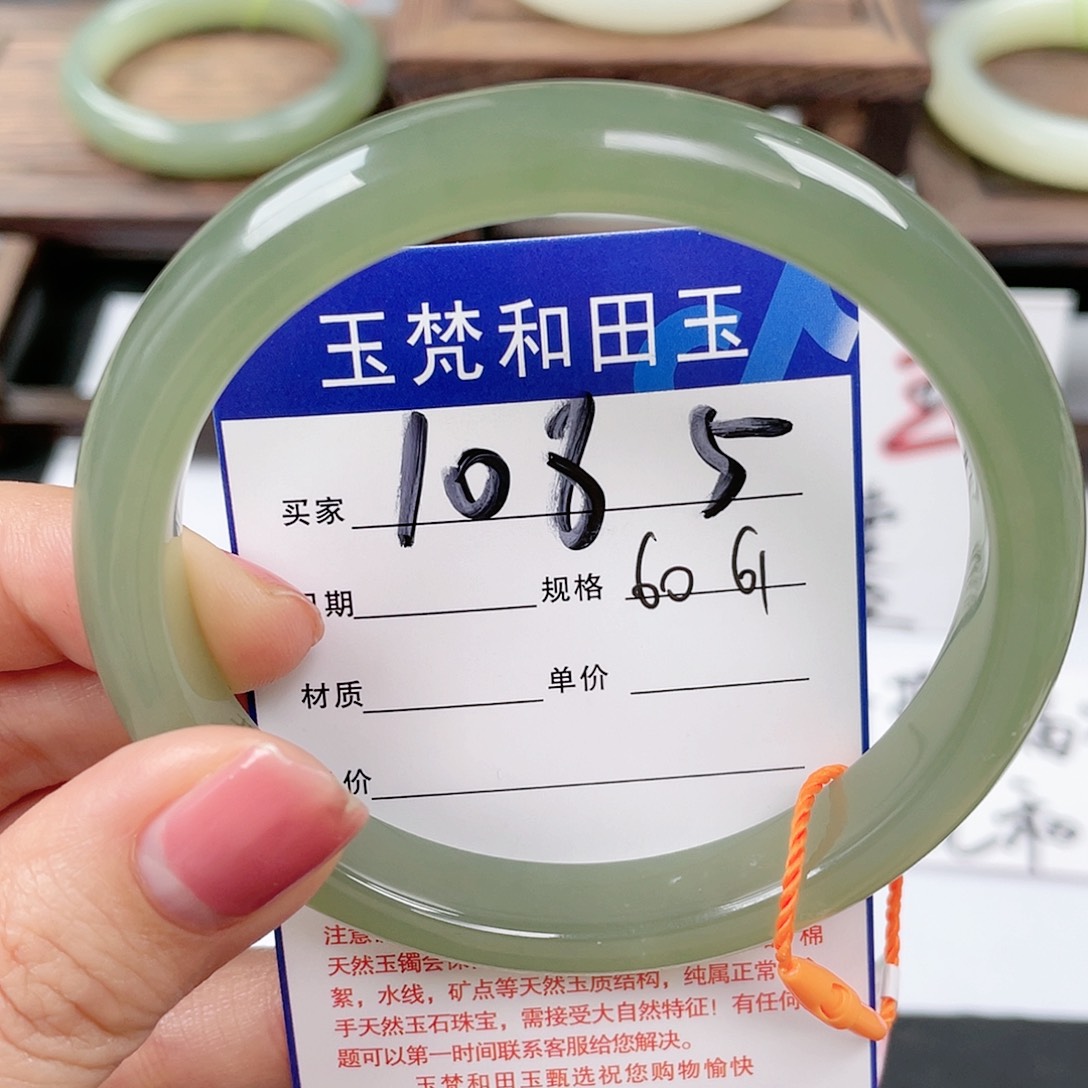 玉梵和田玉
买家 108 5
期 规格 60 61
材质 单价
价
注意 棉
天然玉镯会
絮，水线，矿点等天然玉质结构，纯属正常
手天然玉石珠宝，需接受大自然特征！有任何
题可以第一时间联系客服给您解决。
玉梵和田玉甄选祝您购物愉快
和